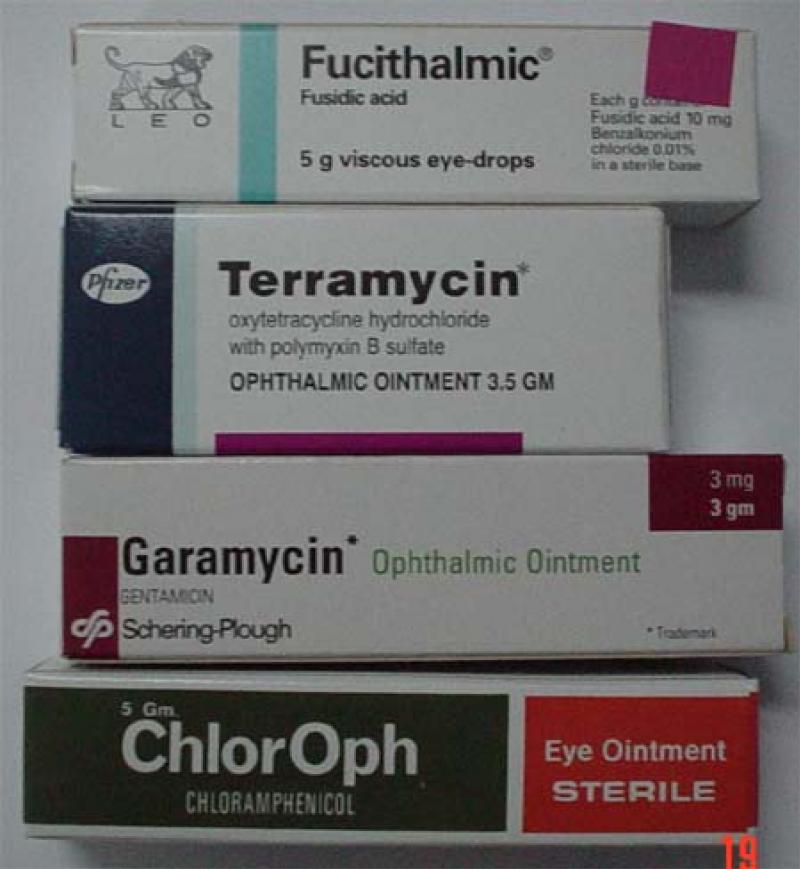 LEO
Fucithalmic®
Fusidic acid
5 g viscous eye-drops
Each g
Fusidic acid 10 mg
Benzalkonium
chloride 0.01%
in a sterile base
Pfizer
Terramycin*
oxytetracycline hydrochloride
with polymyxin B sulfate
OPHTHALMIC OINTMENT 3.5 GM
3 mg
3 gm
Garamycin* Ophthalmic Ointment
GENTAMICIN
Schering-Plough
* Trademark
5 Gm.
ChlorOph
CHLORAMPHENICOL
Eye Ointment
STERILE
19